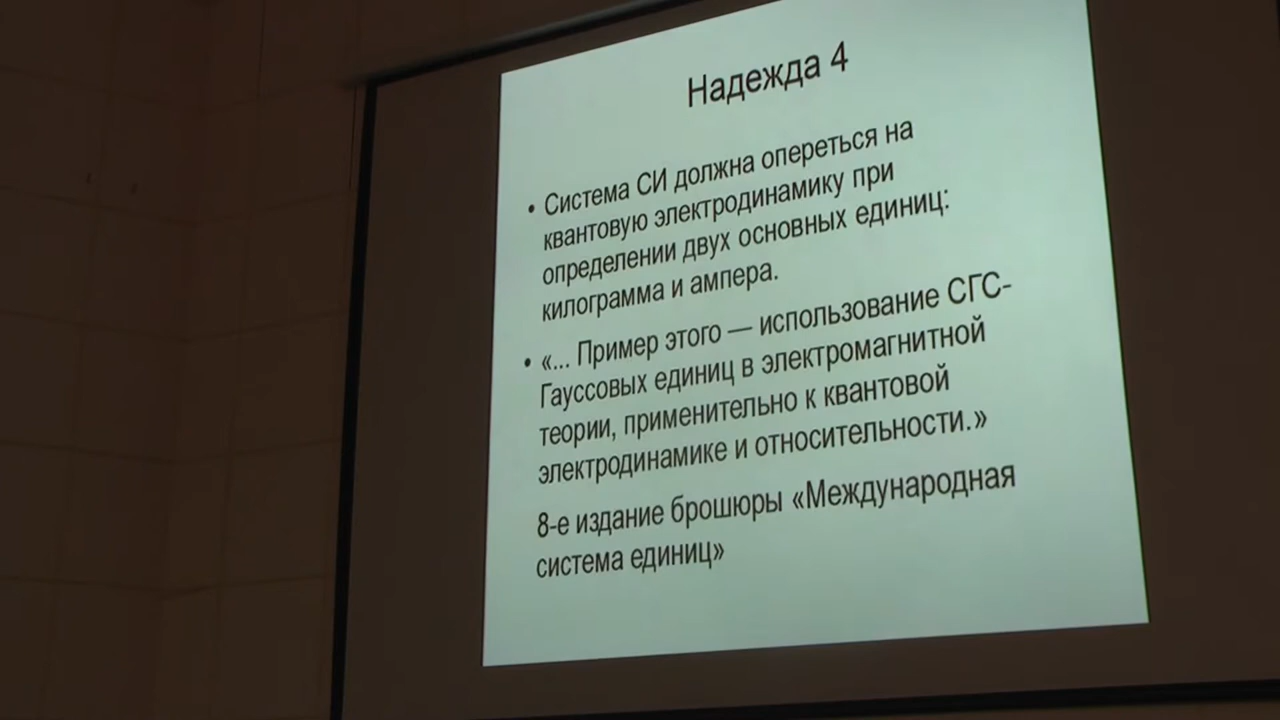 Надежда 4
• Система СИ должна опереться на
квантовую электродинамику при
определении двух основных единиц:
килограмма и ампера.
• «... Пример этого — использование СГС-
Гауссовых единиц в электромагнитной
теории, применительно к квантовой
электродинамике и относительности.»
8-е издание брошюры «Международная
система единиц»